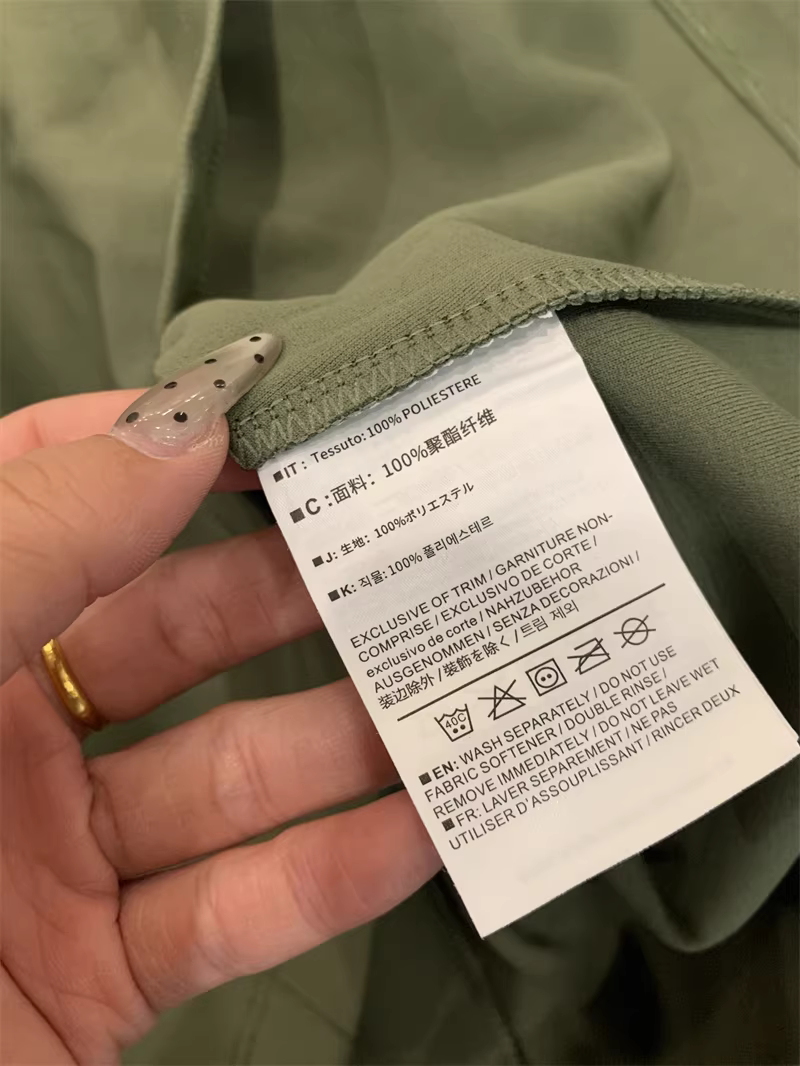 ■IT : Tessuto: 100% POLIESTERE
■C :面料: 100%聚酯纤维
■J: 生地: 100%ポリエステル
■K: 직물: 100% 폴리에스테르
EXCLUSIVE OF TRIM / GARNITURE NON-
COMPRISE / EXCLUSIVO DE CORTE /
exclusivo de corte / NAHZUBEHOR
AUSGENOMMEN / SENZA DECORAZIONI /
装边除外 / 装飾を除く / 트림 제외
40C
■EN: WASH SEPARATELY / DO NOT USE
FABRIC SOFTENER / DOUBLE RINSE /
REMOVE IMMEDIATELY / DO NOT LEAVE WET
■FR: LAVER SEPAREMENT / NE PAS
UTILISER D'ASSOUPLISSANT / RINCER DEUX